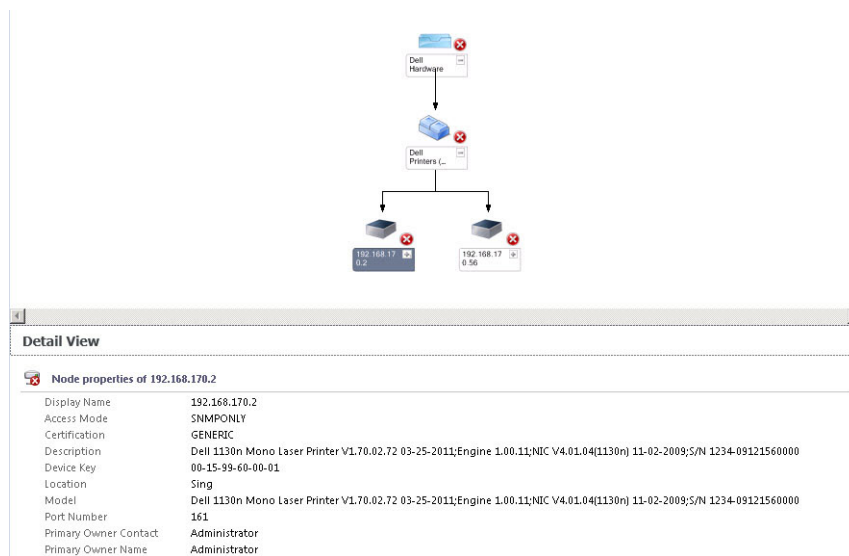 Dell
Hardware
Dell
Printers (...
192.168.17
0.2
192.168.17
0.56
Detail View
Node properties of 192.168.170.2
Display Name 192.168.170.2
Access Mode SNMPONLY
Certification GENERIC
Description Dell 1130n Mono Laser Printer V1.70.02.72 03-25-2011;Engine 1.00.11;NIC V4.01.04(1130n) 11-02-2009;S/N 1234-09121560000
Device Key 00-15-99-60-00-01
Location Sing
Model Dell 1130n Mono Laser Printer V1.70.02.72 03-25-2011;Engine 1.00.11;NIC V4.01.04(1130n) 11-02-2009;S/N 1234-09121560000
Port Number 161
Primary Owner Contact Administrator
Primary Owner Name Administrator